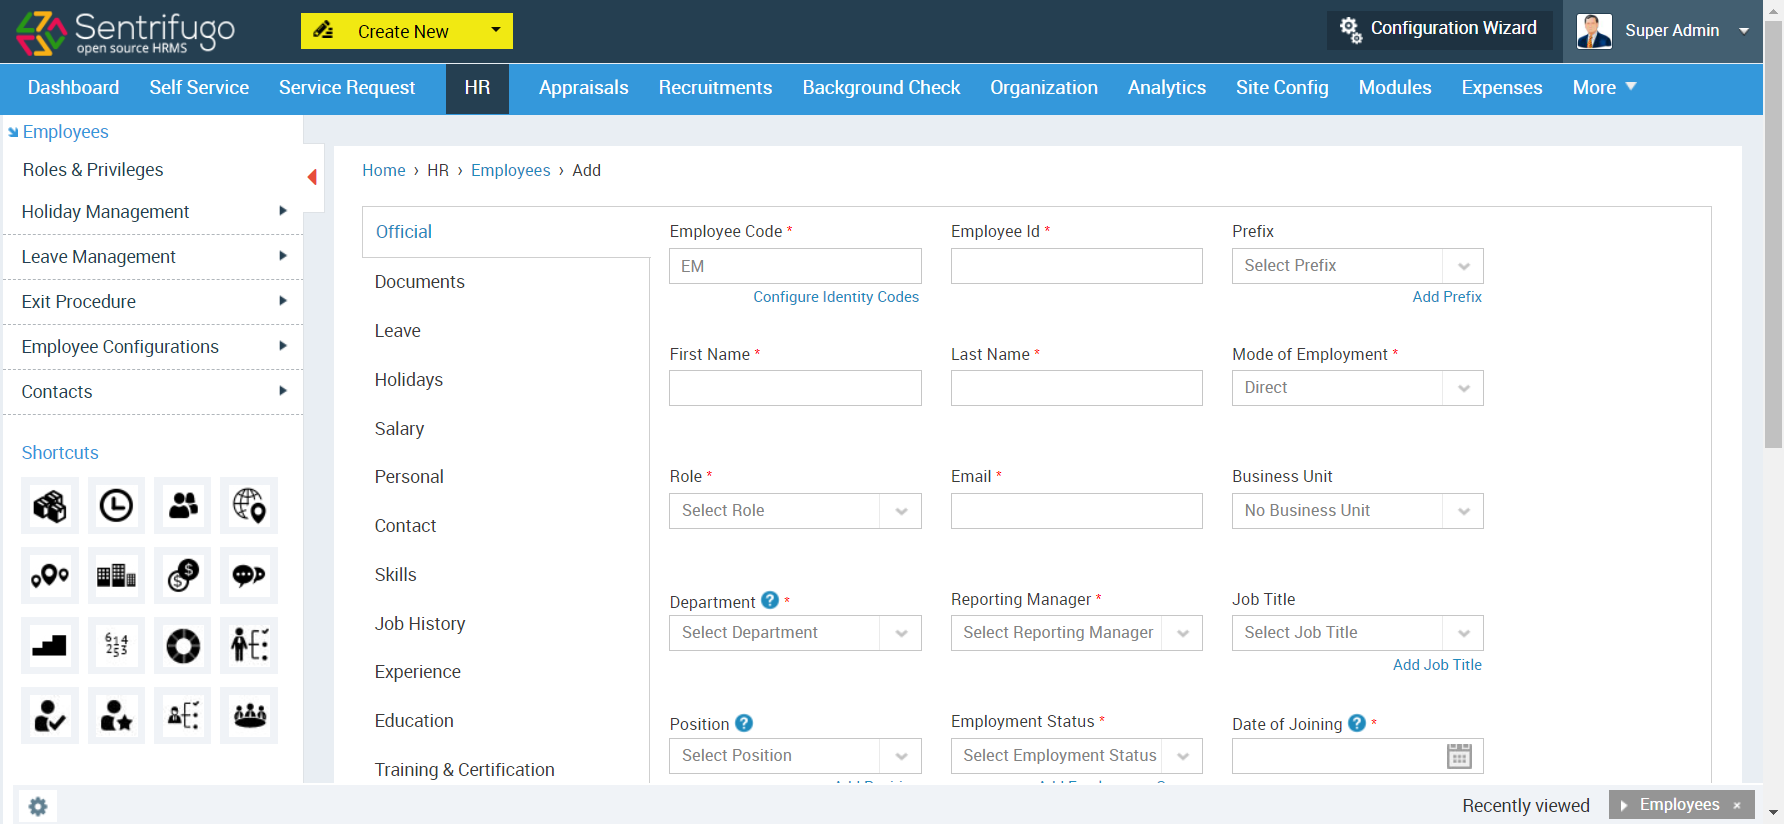 Sentrifugo
open source HRMS
Create New
Configuration Wizard
Super Admin
Dashboard
Self Service
Service Request
HR
Appraisals
Recruitments
Background Check
Organization
Analytics
Site Config
Modules
Expenses
More
Employees
Roles & Privileges
Holiday Management
Leave Management
Exit Procedure
Employee Configurations
Contacts
Shortcuts
614
253
Home › HR › Employees › Add
Official
Documents
Leave
Holidays
Salary
Personal
Contact
Skills
Job History
Experience
Education
Training & Certification
Employee Code *
EM
Configure Identity Codes
Employee Id *
Prefix
Select Prefix
Add Prefix
First Name *
Last Name *
Mode of Employment *
Direct
Role *
Select Role
Email *
Business Unit
No Business Unit
Department ? *
Select Department
Reporting Manager *
Select Reporting Manager
Job Title
Select Job Title
Add Job Title
Position ?
Select Position
Employment Status *
Select Employment Status
Date of Joining ? *
Recently viewed
Employees ×